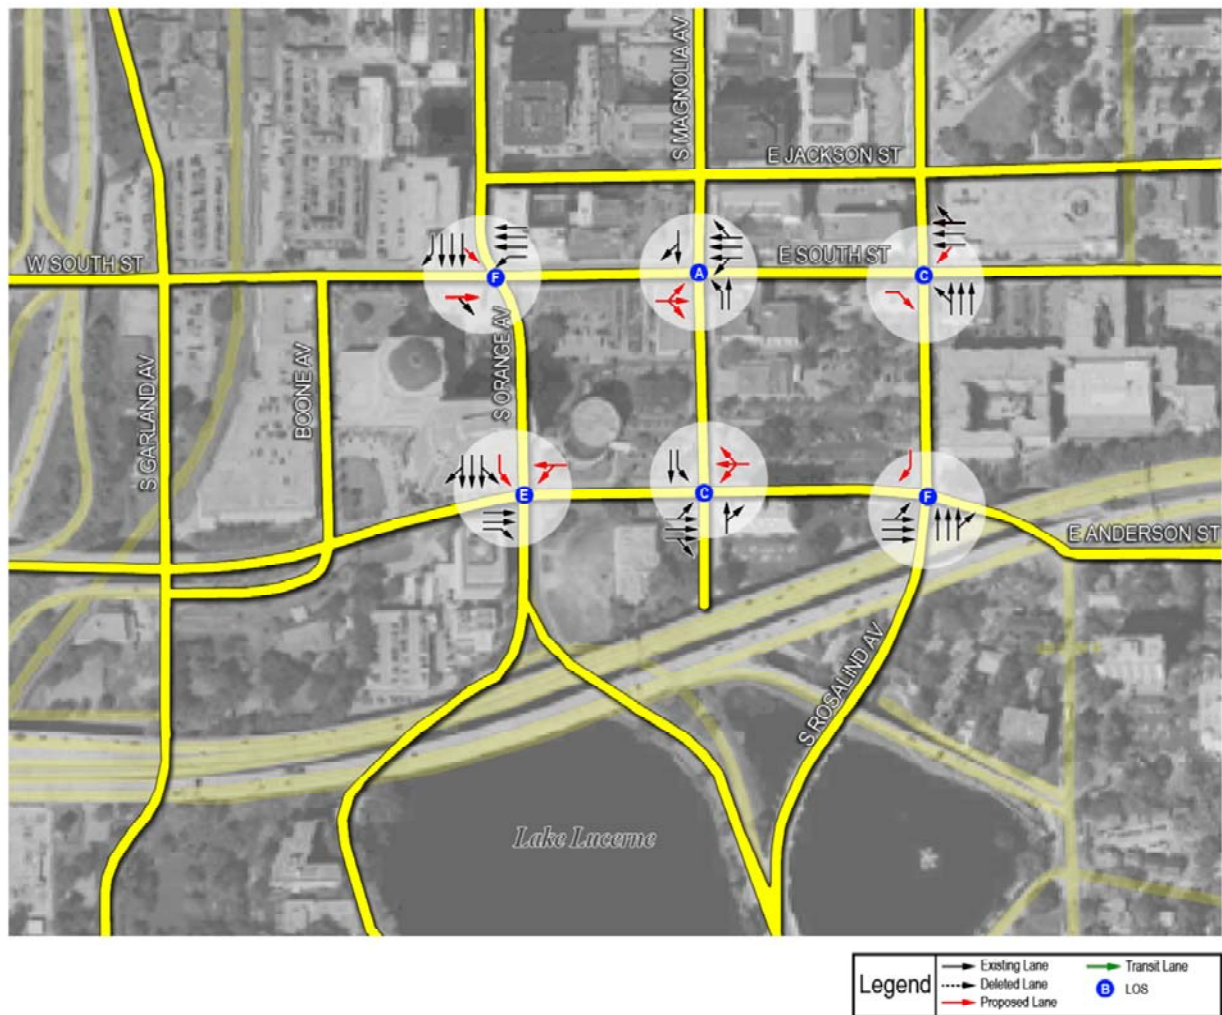 S MAGNOLIA AV
E JACKSON ST
W SOUTH ST
E SOUTH ST
F
A
C
S GARLAND AV
BOONE AV
S ORANGE AV
E
C
F
E ANDERSON ST
S ROSALIND AV
Lake Lucerne
Legend
Existing Lane
Transit Lane
Deleted Lane
B LOS
Proposed Lane